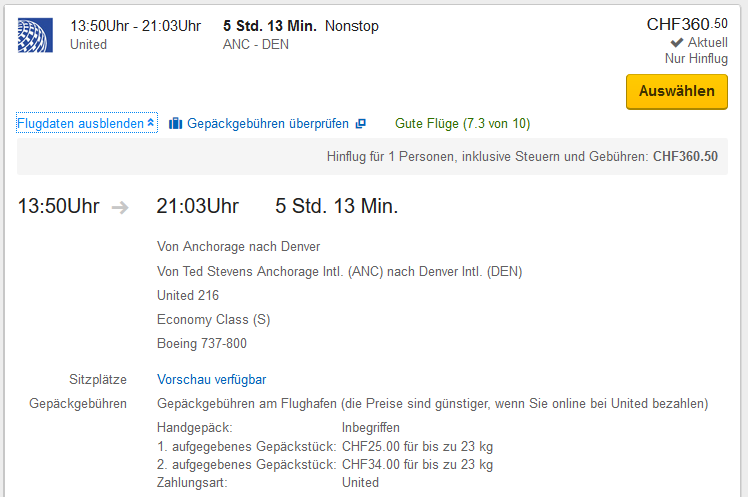 13:50Uhr - 21:03Uhr 5 Std. 13 Min. Nonstop CHF360.50
United ANC - DEN Aktuell
Nur Hinflug
Auswählen
Flugdaten ausblenden Gepäckgebühren überprüfen Gute Flüge (7.3 von 10)
Hinflug für 1 Personen, inklusive Steuern und Gebühren: CHF360.50
13:50Uhr 21:03Uhr 5 Std. 13 Min.
Von Anchorage nach Denver
Von Ted Stevens Anchorage Intl. (ANC) nach Denver Intl. (DEN)
United 216
Economy Class (S)
Boeing 737-800
Sitzplätze Vorschau verfügbar
Gepäckgebühren Gepäckgebühren am Flughafen (die Preise sind günstiger, wenn Sie online bei United bezahlen)
Handgepäck: Inbegriffen
1. aufgegebenes Gepäckstück: CHF25.00 für bis zu 23 kg
2. aufgegebenes Gepäckstück: CHF34.00 für bis zu 23 kg
Zahlungsart: United